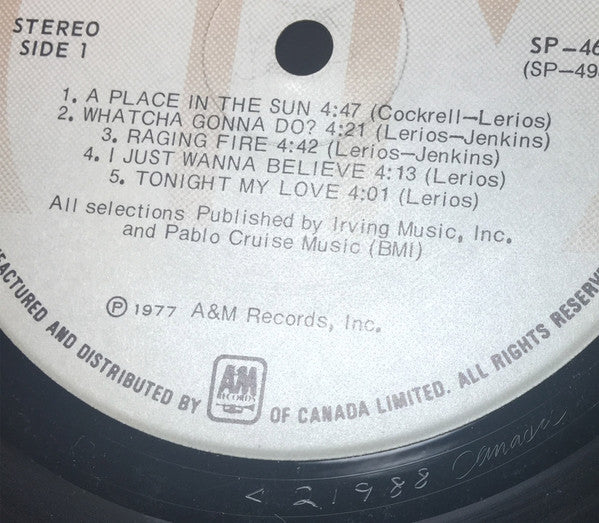 STEREO
SIDE 1
SP-46
(SP-49
1. A PLACE IN THE SUN 4:47 (Cockrell-Lerios)
2. WHATCHA GONNA DO? 4:21 (Lerios-Jenkins)
3. RAGING FIRE 4:42 (Lerios-Jenkins)
4. I JUST WANNA BELIEVE 4:13 (Lerios)
5. TONIGHT MY LOVE 4:01 (Lerios)
All selections Published by Irving Music, Inc.
and Pablo Cruise Music (BMI)
℗ 1977 A&M Records, Inc.
FACTURED AND DISTRIBUTED BY A&M RECORDS OF CANADA LIMITED. ALL RIGHTS RESERVE
< 21988 Canada